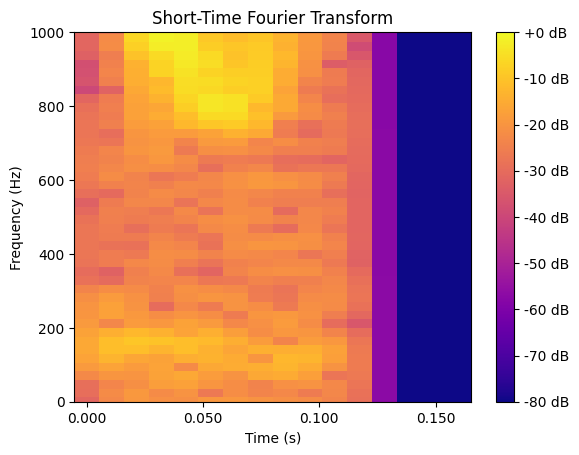 Short-Time Fourier Transform
1000
800
600
400
200
0
Frequency (Hz)
0.000
0.050
0.100
0.150
Time (s)
+0 dB
-10 dB
-20 dB
-30 dB
-40 dB
-50 dB
-60 dB
-70 dB
-80 dB